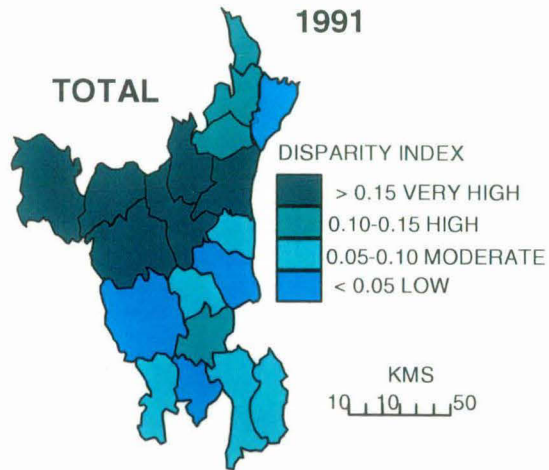 1991
TOTAL
DISPARITY INDEX
> 0.15 VERY HIGH
0.10-0.15 HIGH
0.05-0.10 MODERATE
< 0.05 LOW
KMS
10 10 50